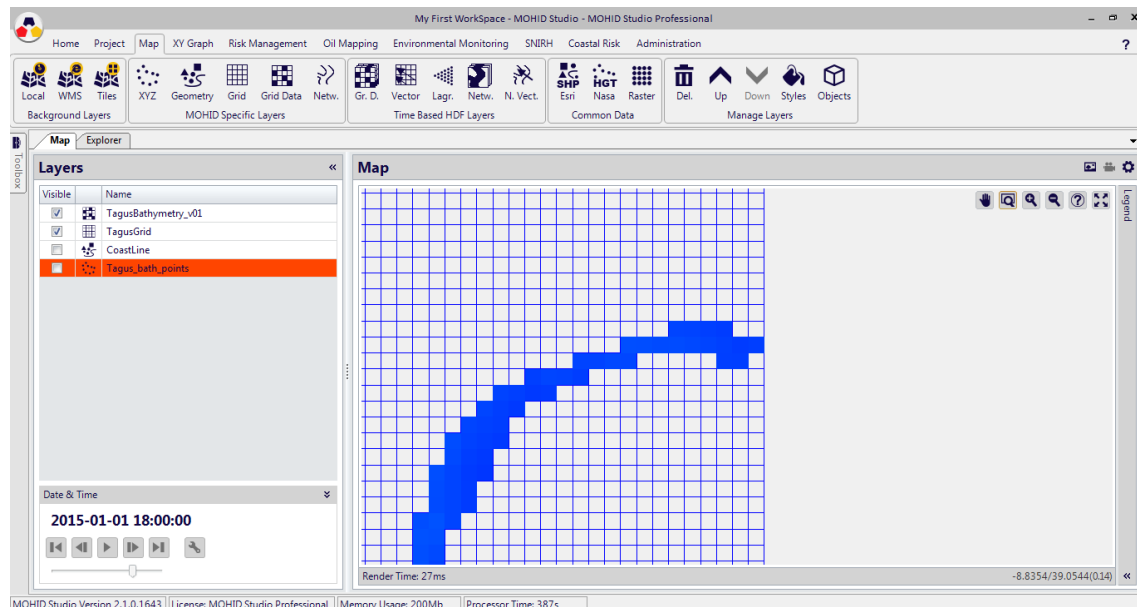 My First WorkSpace - MOHID Studio - MOHID Studio Professional
Home Project Map XY Graph Risk Management Oil Mapping Environmental Monitoring SNIRH Coastal Risk Administration ?
SHP HGT
Local WMS Tiles XYZ Geometry Grid Grid Data Netw. Gr. D. Vector Lagr. Netw. N. Vect. Esri Nasa Raster Del. Up Down Styles Objects
Background Layers MOHID Specific Layers Time Based HDF Layers Common Data Manage Layers
Toolbox
Map Explorer
Layers «
Visible Name
TagusBathymetry_v01
TagusGrid
CoastLine
Tagus_bath_points
Date & Time
2015-01-01 18:00:00
Map
Legend
Render Time: 27ms -8.8354/39.0544(0.14) «
MOHID Studio Version 2.1.0.1643 License: MOHID Studio Professional Memory Usage: 200Mb Processor Time: 387s